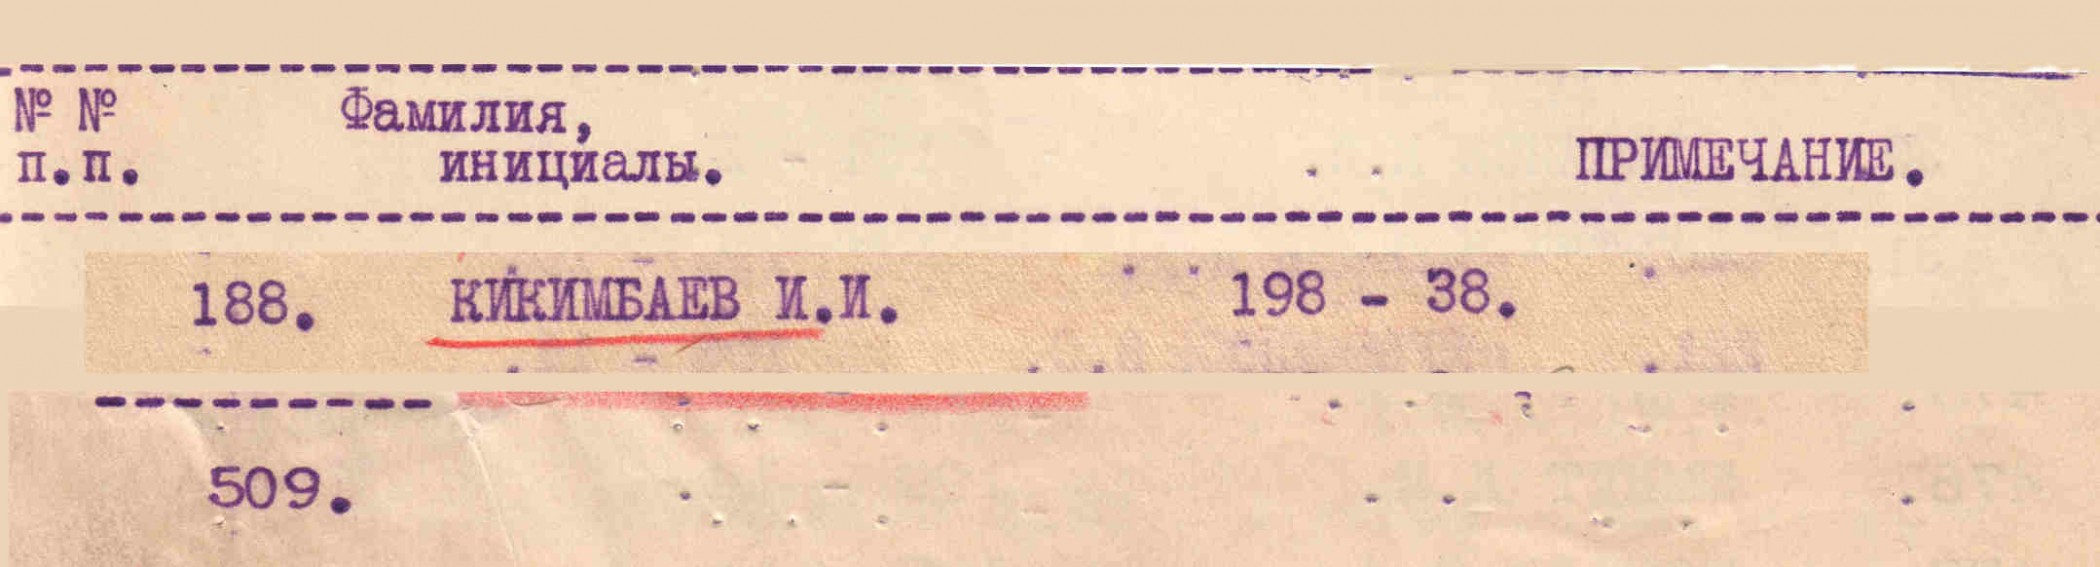 № № Фамилия,
п.п. инициалы. ПРИМЕЧАНИЕ.
188. КИКИМБАЕВ И.И. 198 - 38.
509.